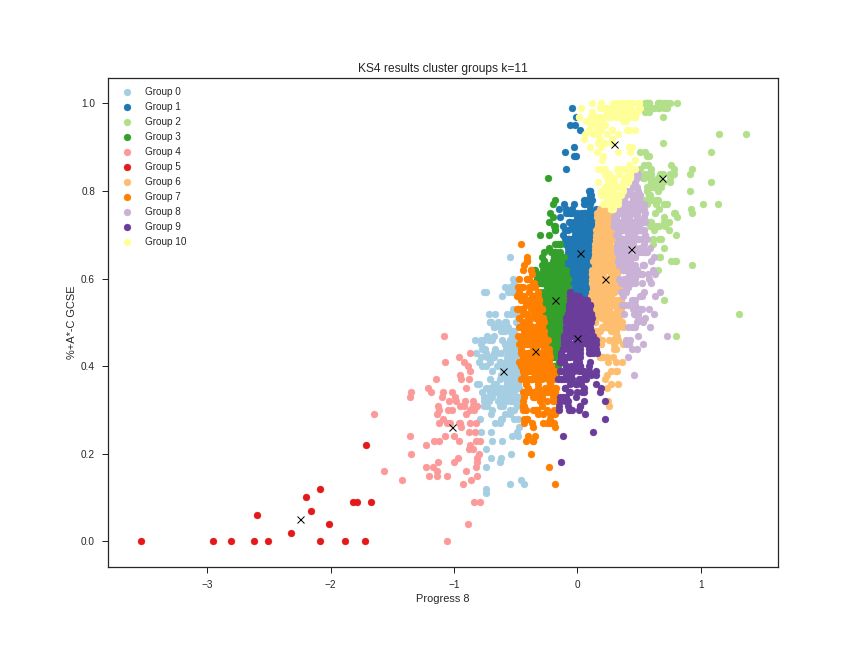 KS4 results cluster groups k=11
Group 0
Group 1
Group 2
Group 3
Group 4
Group 5
Group 6
Group 7
Group 8
Group 9
Group 10
1.0
0.8
0.6
0.4
0.2
0.0
%+A*-C GCSE
−3
−2
−1
0
1
Progress 8